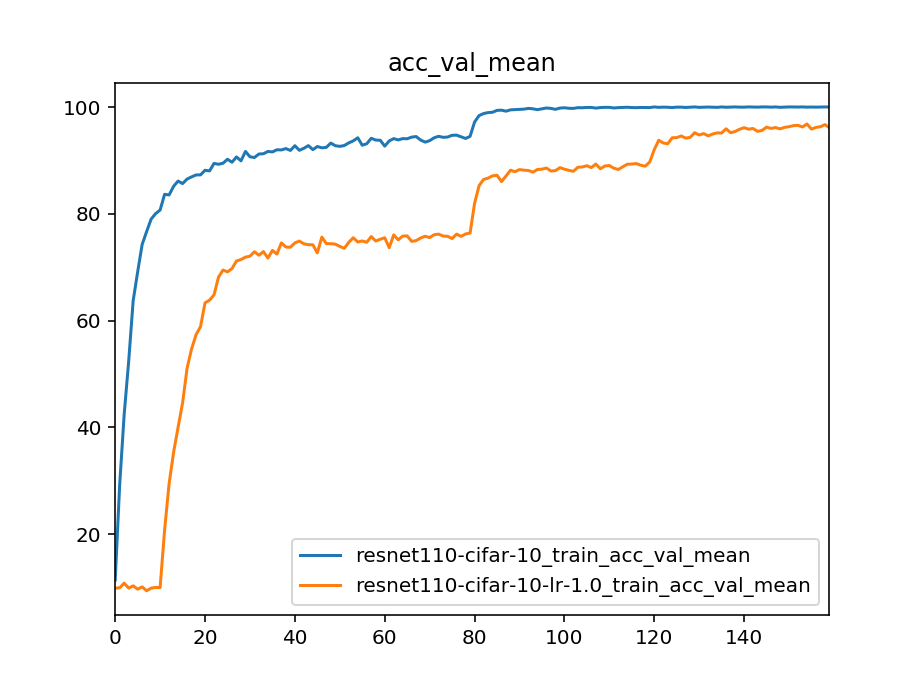 acc_val_mean
100
80
60
40
20
resnet110-cifar-10_train_acc_val_mean
resnet110-cifar-10-lr-1.0_train_acc_val_mean
0 20 40 60 80 100 120 140